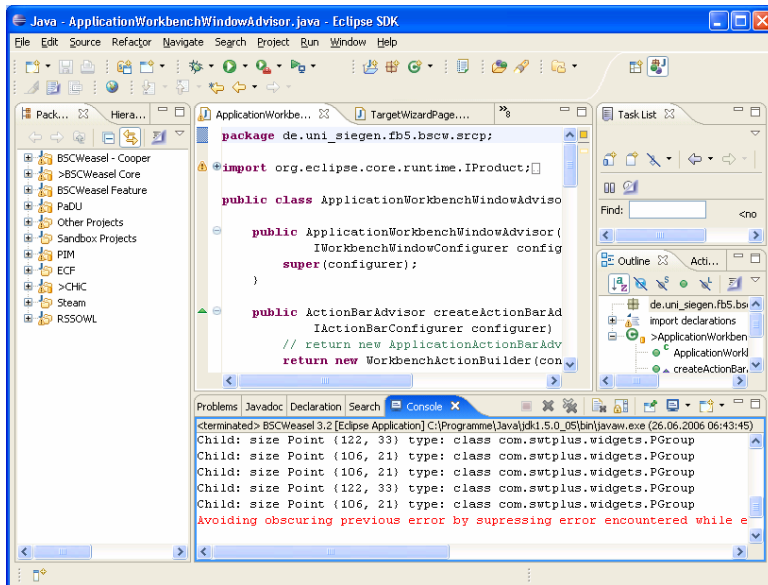 Java - ApplicationWorkbenchWindowAdvisor.java - Eclipse SDK
File Edit Source Refactor Navigate Search Project Run Window Help
Pack... Hiera...
BSCWeasel - Cooper
>BSCWeasel Core
BSCWeasel Feature
PaDU
Other Projects
Sandbox Projects
PIM
ECF
>CHiC
Steam
RSSOWL
ApplicationWorkbe... TargetWizardPage.... »8
package de.uni_siegen.fb5.bscw.srcp;
import org.eclipse.core.runtime.IProduct;
public class ApplicationWorkbenchWindowAdviso
public ApplicationWorkbenchWindowAdvisor(
IWorkbenchWindowConfigurer config
super(configurer);
}
public ActionBarAdvisor createActionBarAd
IActionBarConfigurer configurer)
// return new ApplicationActionBarAdv
return new WorkbenchActionBuilder(con
Task List
Find: <no
Outline Acti...
de.uni_siegen.fb5.bs
import declarations
>ApplicationWorkben
ApplicationWork
createActionBar
Problems Javadoc Declaration Search Console
<terminated> BSCWeasel 3.2 [Eclipse Application] C:\Programme\Java\jdk1.5.0_05\bin\javaw.exe (26.06.2006 06:43:45)
Child: size Point {122, 33} type: class com.swtplus.widgets.PGroup
Child: size Point {106, 21} type: class com.swtplus.widgets.PGroup
Child: size Point {106, 21} type: class com.swtplus.widgets.PGroup
Child: size Point {122, 33} type: class com.swtplus.widgets.PGroup
Child: size Point {106, 21} type: class com.swtplus.widgets.PGroup
Avoiding obscuring previous error by supressing error encountered while e